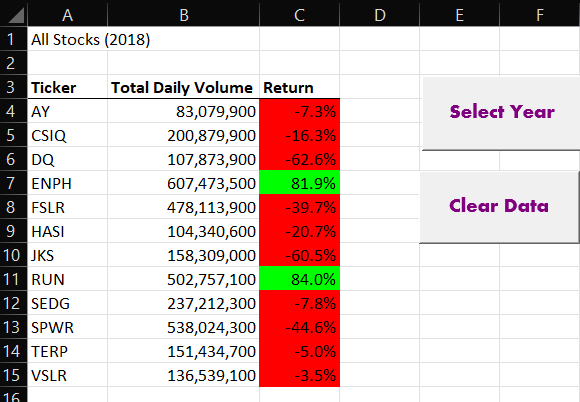 A B C D E F
1 All Stocks (2018)
2
3 Ticker Total Daily Volume Return
4 AY 83,079,900 -7.3% Select Year
5 CSIQ 200,879,900 -16.3%
6 DQ 107,873,900 -62.6%
7 ENPH 607,473,500 81.9%
8 FSLR 478,113,900 -39.7% Clear Data
9 HASI 104,340,600 -20.7%
10 JKS 158,309,000 -60.5%
11 RUN 502,757,100 84.0%
12 SEDG 237,212,300 -7.8%
13 SPWR 538,024,300 -44.6%
14 TERP 151,434,700 -5.0%
15 VSLR 136,539,100 -3.5%
16